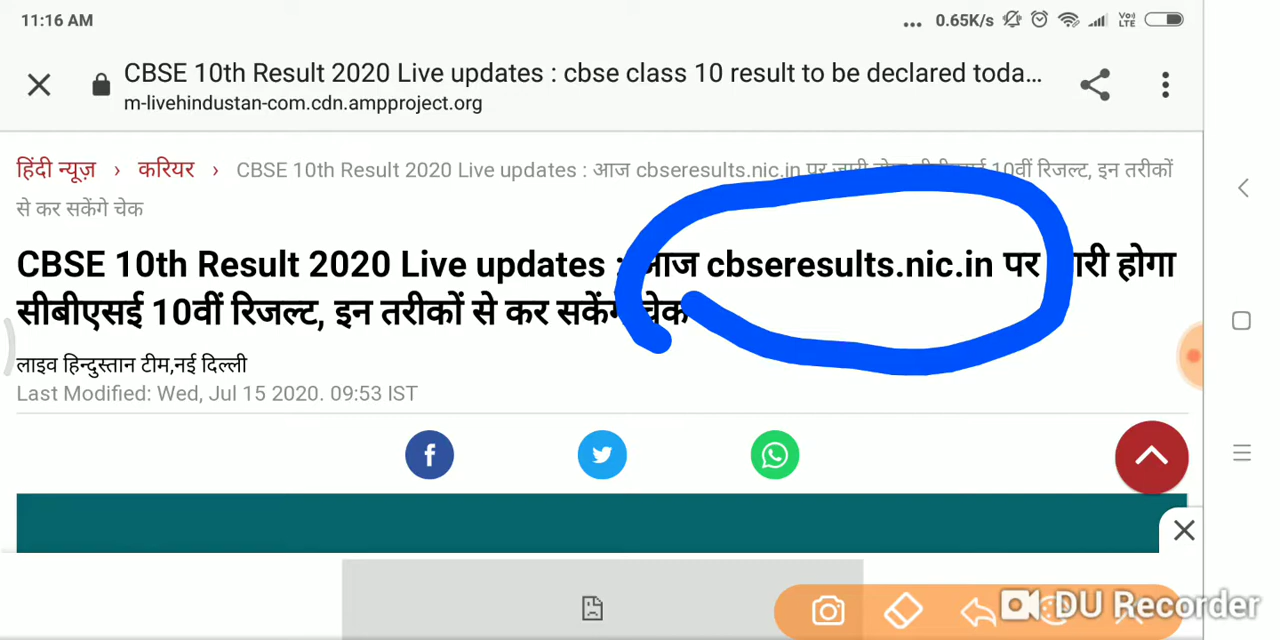 11:16 AM
... 0.65K/s
Vo) LTE
CBSE 10th Result 2020 Live updates : cbse class 10 result to be declared toda...
m-livehindustan-com.cdn.ampproject.org
हिंदी न्यूज़ › करियर › CBSE 10th Result 2020 Live updates : आज cbseresults.nic.in पर 10वीं रिजल्ट, इन तरीकों
से कर सकेंगे चेक
CBSE 10th Result 2020 Live updates : आज cbseresults.nic.in पर जारी होगा
सीबीएसई 10वीं रिजल्ट, इन तरीकों से कर सकेंगे चेक
लाइव हिन्दुस्तान टीम,नई दिल्ली
Last Modified: Wed, Jul 15 2020. 09:53 IST
DU Recorder